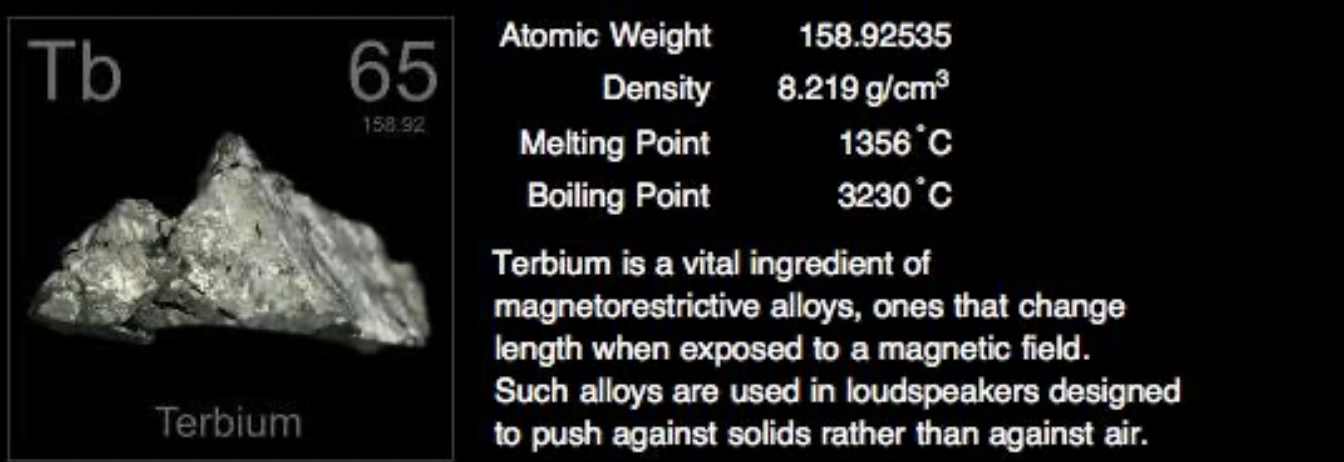 Tb 65
158.92
Terbium
Atomic Weight 158.92535
Density 8.219 g/cm³
Melting Point 1356˚C
Boiling Point 3230˚C
Terbium is a vital ingredient of
magnetorestrictive alloys, ones that change
length when exposed to a magnetic field.
Such alloys are used in loudspeakers designed
to push against solids rather than against air.